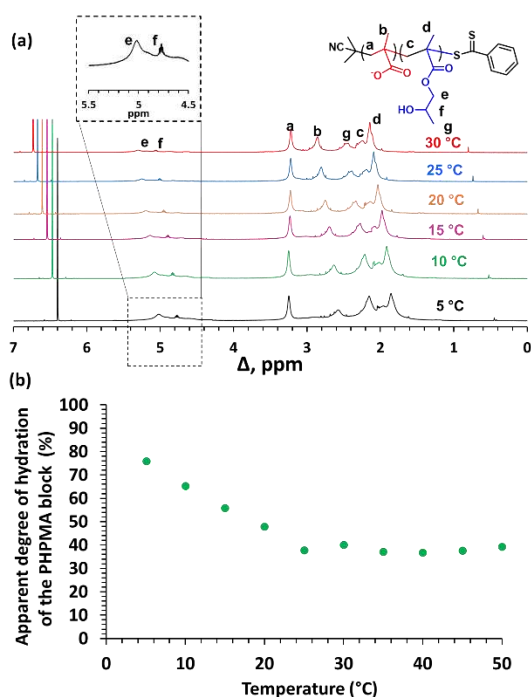 (a)
e
f
5.5
5.0
4.5
ppm
NC
a
b
c
d
O⁻
O
S
S
O
O
HO
e
f
g
e f
a
b
g
c
d
30 °C
25 °C
20 °C
15 °C
10 °C
5 °C
7 6 5 4 3 2 1 0
Δ, ppm
(b)
Apparent degree of hydration
of the PHPMA block (%)
100
90
80
70
60
50
40
30
20
10
0
0 10 20 30 40 50
Temperature (°C)